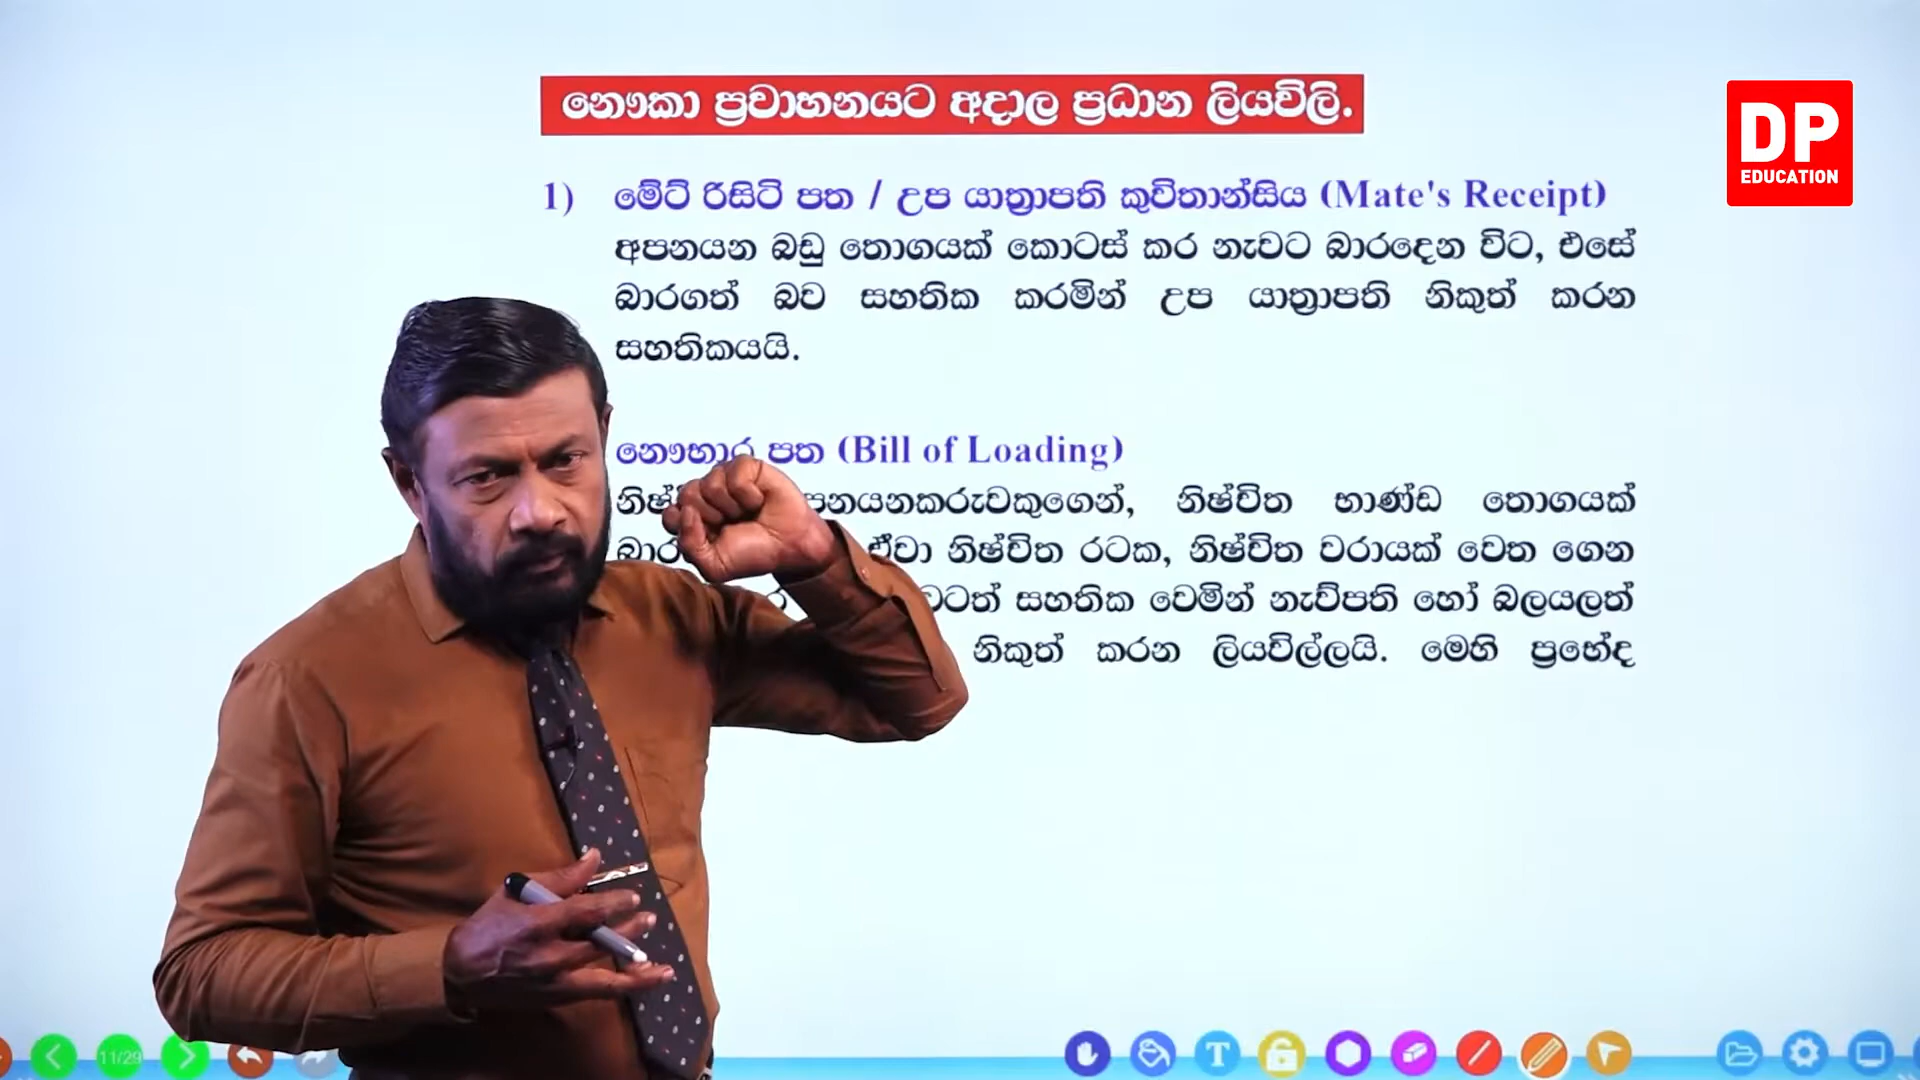 නෞකා ප්‍රවාහනයට අදාල ප්‍රධාන ලියවිලි.
DP
EDUCATION
1) මේට් රිසිට් පත / උප යාත්‍රාපති කුවිතාන්සිය (Mate's Receipt)
අපනයන බඩු තොගයක් කොටස් කර නැවට බාරදෙන විට, එසේ
බාරගත් බව සහතික කරමින් උප යාත්‍රාපති නිකුත් කරන
සහතිකයයි.
නෞභාර පත (Bill of Loading)
නිශ්චිත භාණ්ඩ තොගයක්
ඒවා නිශ්චිත රටක, නිශ්චිත වරායක් වෙත ගෙන
සහතික වෙමින් නැව්පති හෝ බලයලත්
නිකුත් කරන ලියවිල්ලයි. මෙහි ප්‍රභේද
11/29